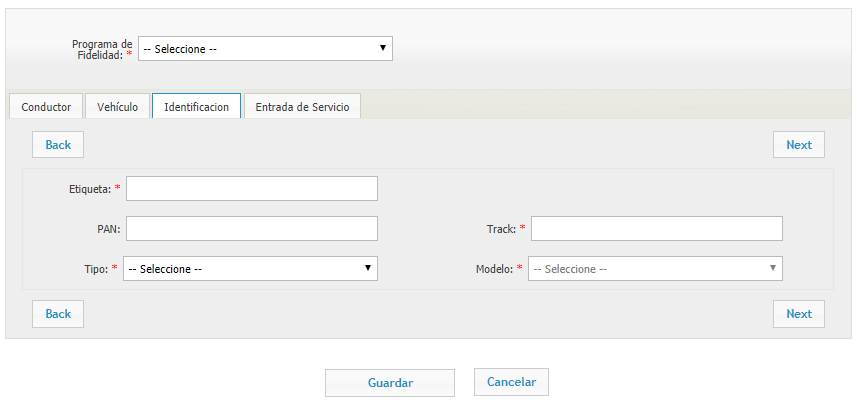 Programa de
Fidelidad: * -- Seleccione --
Conductor Vehículo Identificacion Entrada de Servicio
Back Next
Etiqueta: *
PAN: Track: *
Tipo: * -- Seleccione -- Modelo: * -- Seleccione --
Back Next
Guardar Cancelar